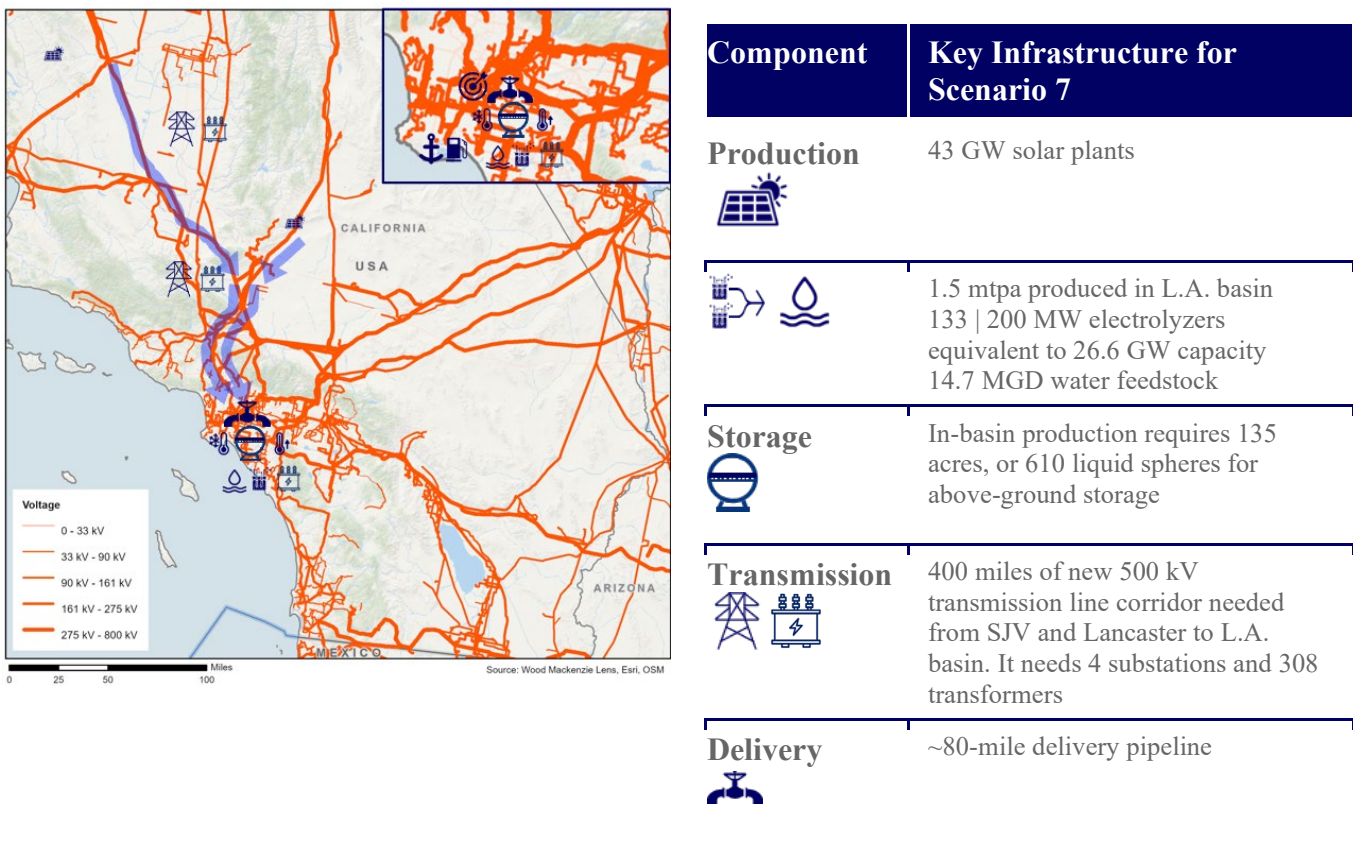 CALIFORNIA
USA
ARIZONA
MEXICO
Voltage
0 - 33 kV
33 kV - 90 kV
90 kV - 161 kV
161 kV - 275 kV
275 kV - 800 kV
Miles
0 25 50 100
Source: Wood Mackenzie Lens, Esri, OSM
Component
Key Infrastructure for
Scenario 7
Production
43 GW solar plants
1.5 mtpa produced in L.A. basin
133 | 200 MW electrolyzers
equivalent to 26.6 GW capacity
14.7 MGD water feedstock
Storage
In-basin production requires 135
acres, or 610 liquid spheres for
above-ground storage
Transmission
400 miles of new 500 kV
transmission line corridor needed
from SJV and Lancaster to L.A.
basin. It needs 4 substations and 308
transformers
Delivery
~80-mile delivery pipeline